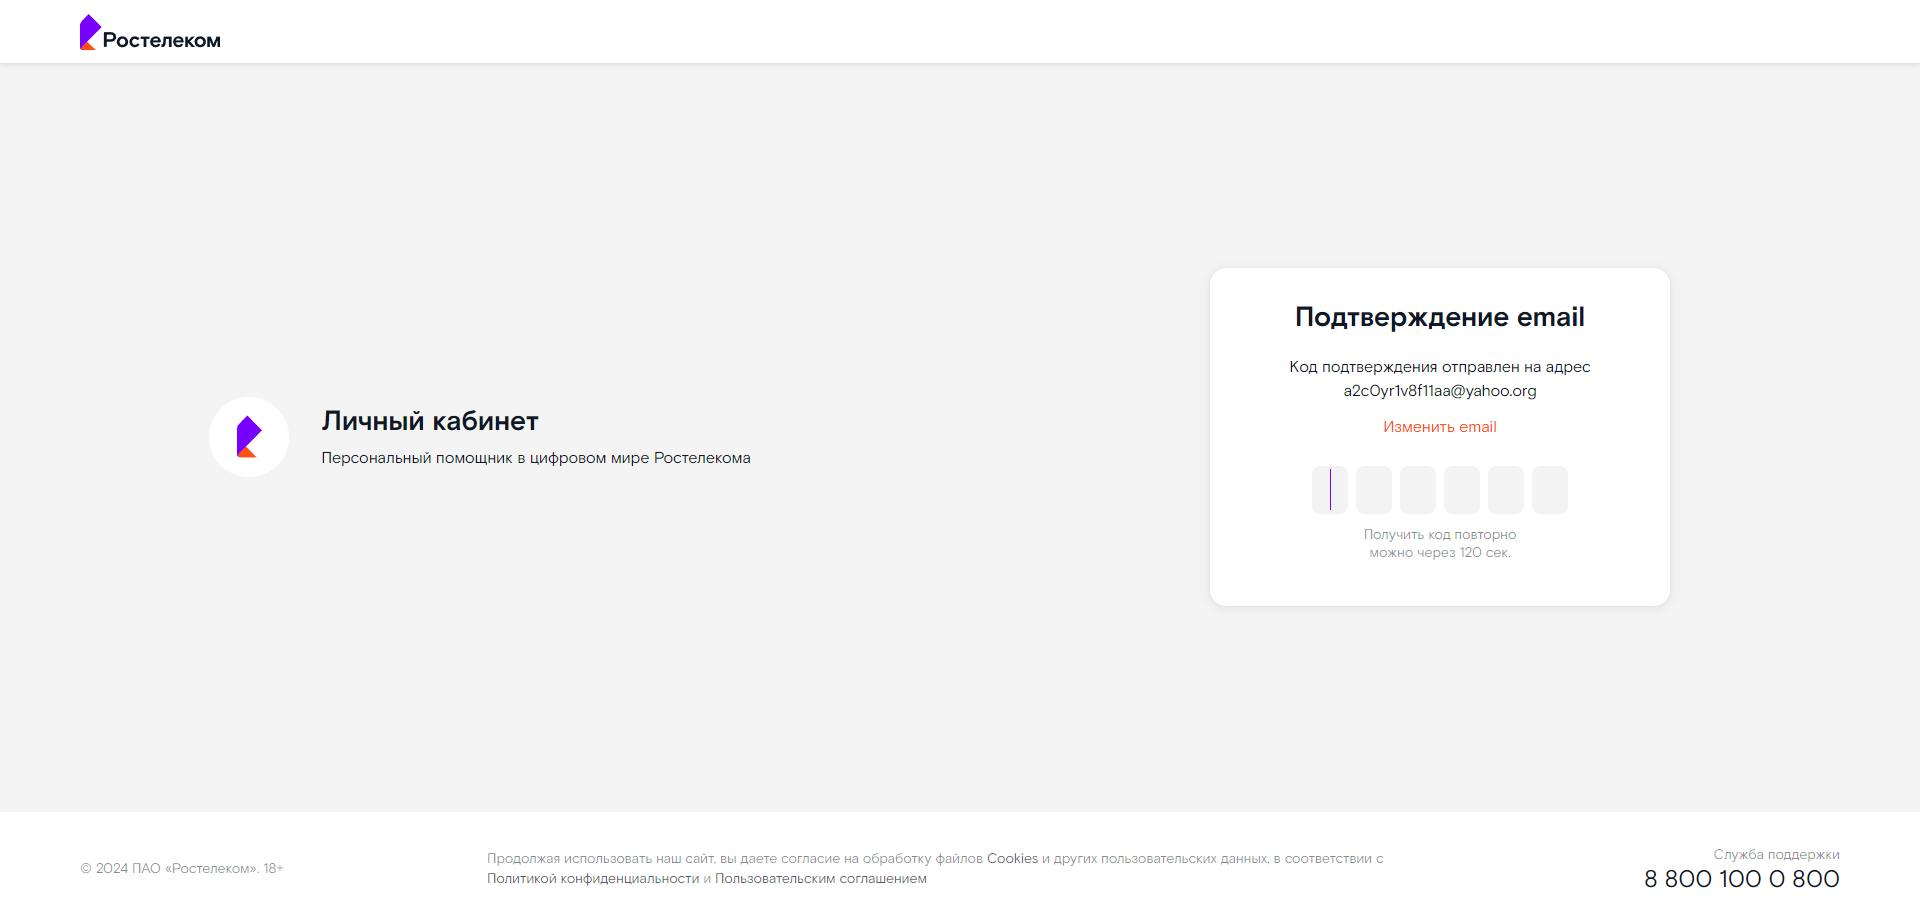 Ростелеком
Личный кабинет
Персональный помощник в цифровом мире Ростелекома
Подтверждение email
Код подтверждения отправлен на адрес
a2c0yr1v8f11aa@yahoo.org
Изменить email
Получить код повторно
можно через 120 сек.
© 2024 ПАО «Ростелеком». 18+
Продолжая использовать наш сайт, вы даете согласие на обработку файлов Cookies и других пользовательских данных, в соответствии с
Политикой конфиденциальности и Пользовательским соглашением
Служба поддержки
8 800 100 0 800